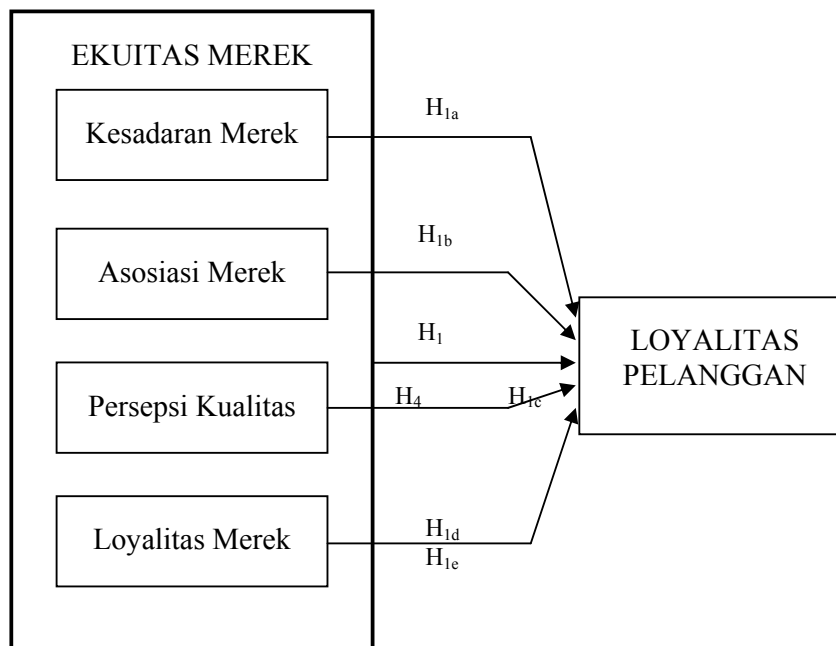 EKUITAS MEREK
Kesadaran Merek
H1a
Asosiasi Merek
H1b
H1
LOYALITAS
PELANGGAN
Persepsi Kualitas
H4 H1c
Loyalitas Merek
H1d
H1e